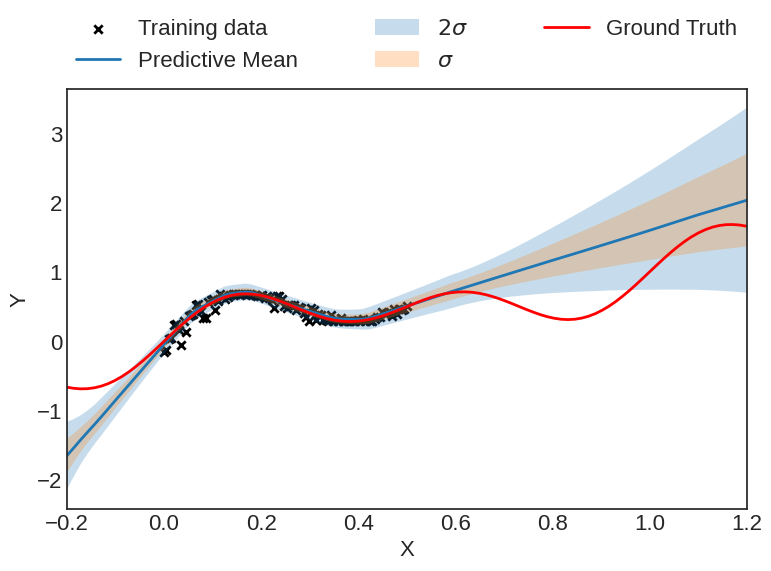 Training data
Predictive Mean
2σ
σ
Ground Truth
3
2
1
0
−1
−2
Y
−0.2 0.0 0.2 0.4 0.6 0.8 1.0 1.2
X